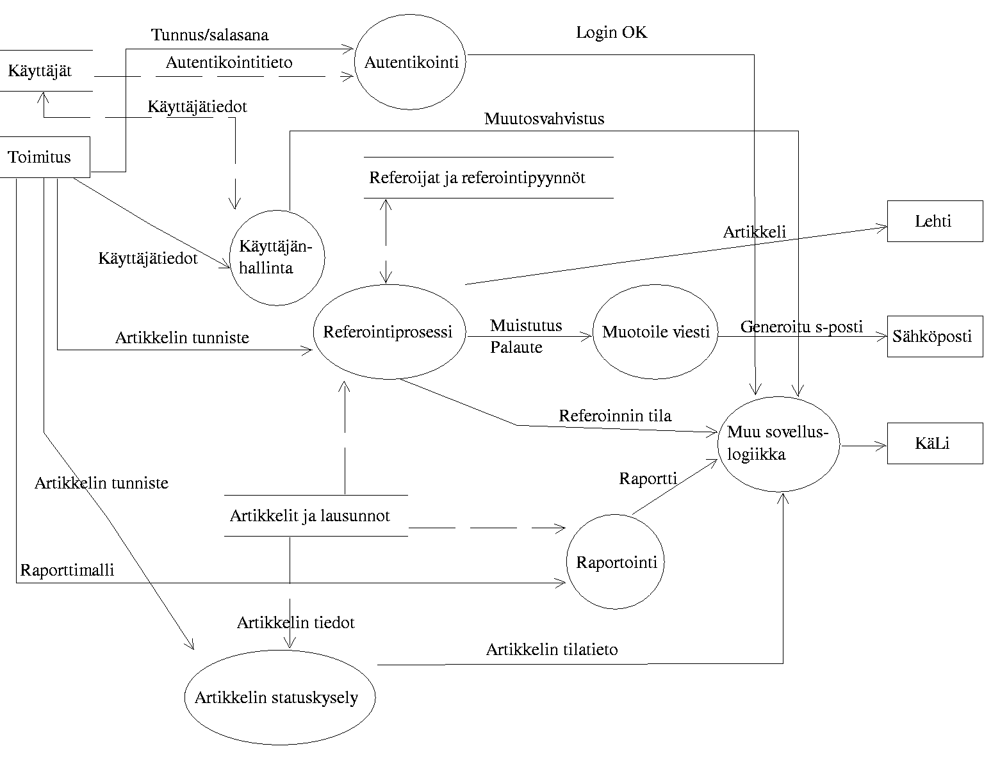 Login OK
Tunnus/salasana
Autentikointitieto
Autentikointi
Käyttäjät
Käyttäjätiedot
Muutosvahvistus
Toimitus
Referoijat ja referointipyynnöt
Lehti
Artikkeli
Käyttäjän-
hallinta
Käyttäjätiedot
Muistutus
Palaute
Referointiprosessi
Muotoile viesti
Generoitu s-posti
Sähköposti
Artikkelin tunniste
Referoinnin tila
Muu sovellus-
logiikka
KäLi
Raportti
Artikkelin tunniste
Artikkelit ja lausunnot
Raportointi
Raporttimalli
Artikkelin tiedot
Artikkelin tilatieto
Artikkelin statuskysely